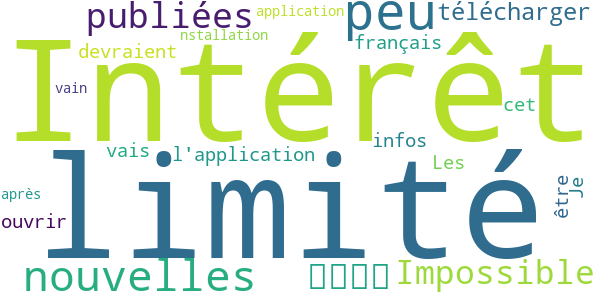 publiées
application
peu
télécharger
nstallation
devraient
français
Intérêt
vain
cet
infos
vais
l'application
Les
limité
être
Je
après
ouvrir
nouvelles
Impossible